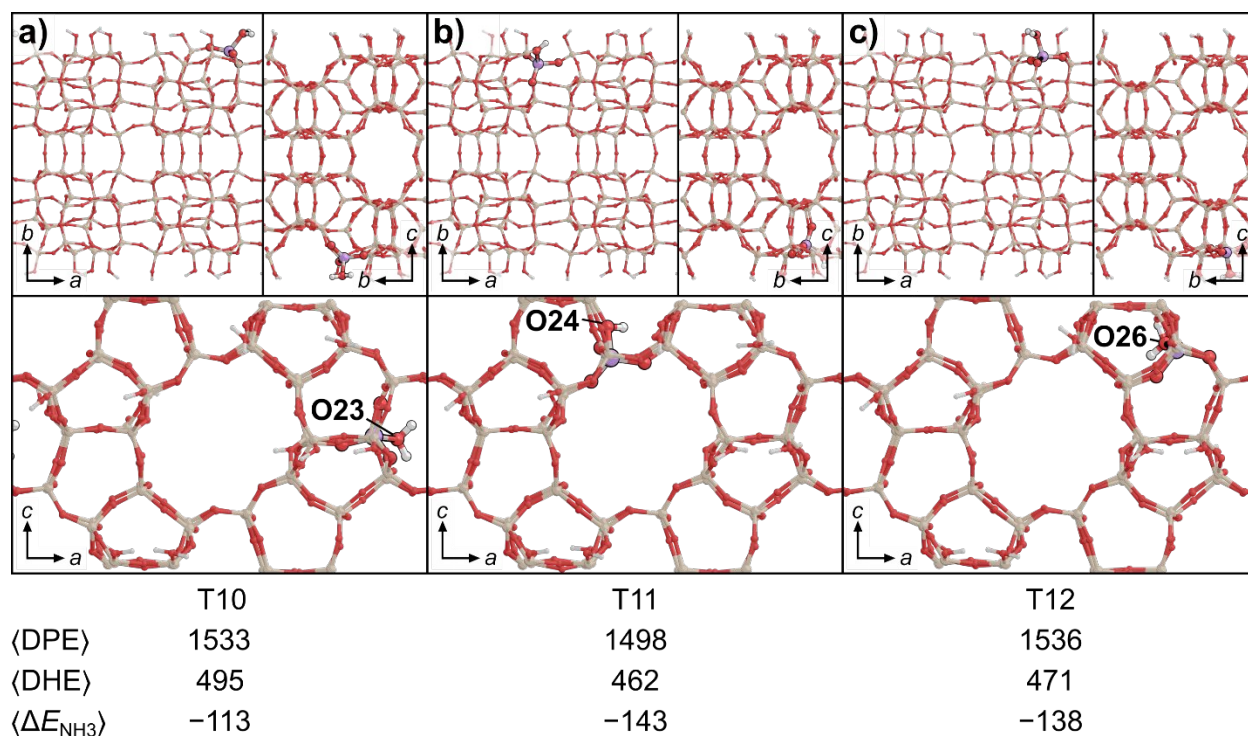 a)
b
a
c
b
b)
b
a
c
b
c)
b
a
c
b
O23
c
a
O24
c
a
O26
c
a
T10 T11 T12
⟨DPE⟩ 1533 1498 1536
⟨DHE⟩ 495 462 471
⟨ΔE_NH3⟩ −113 −143 −138